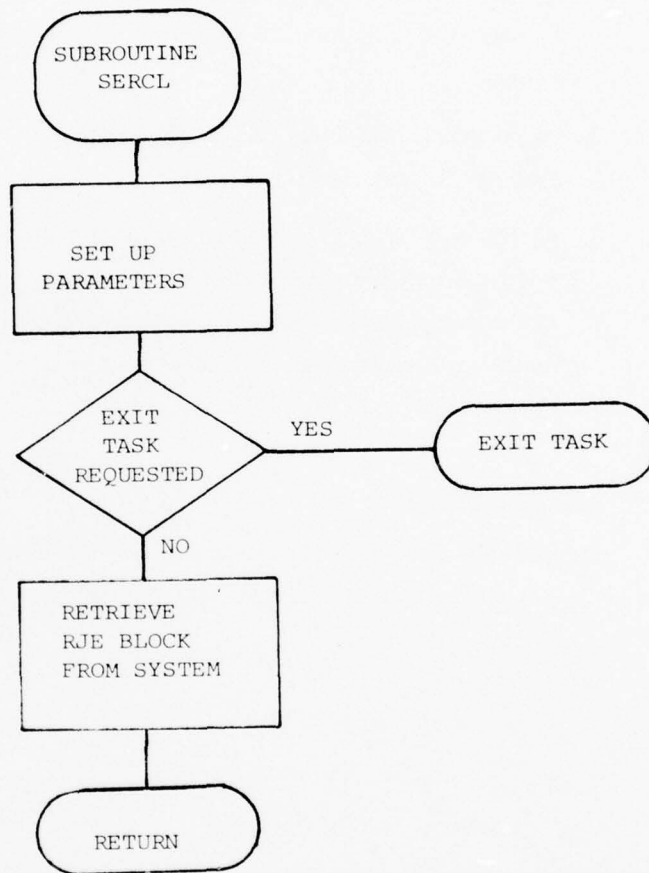 SUBROUTINE
SERCL
SET UP
PARAMETERS
EXIT
TASK
REQUESTED
YES
EXIT TASK
NO
RETRIEVE
RJE BLOCK
FROM SYSTEM
RETURN